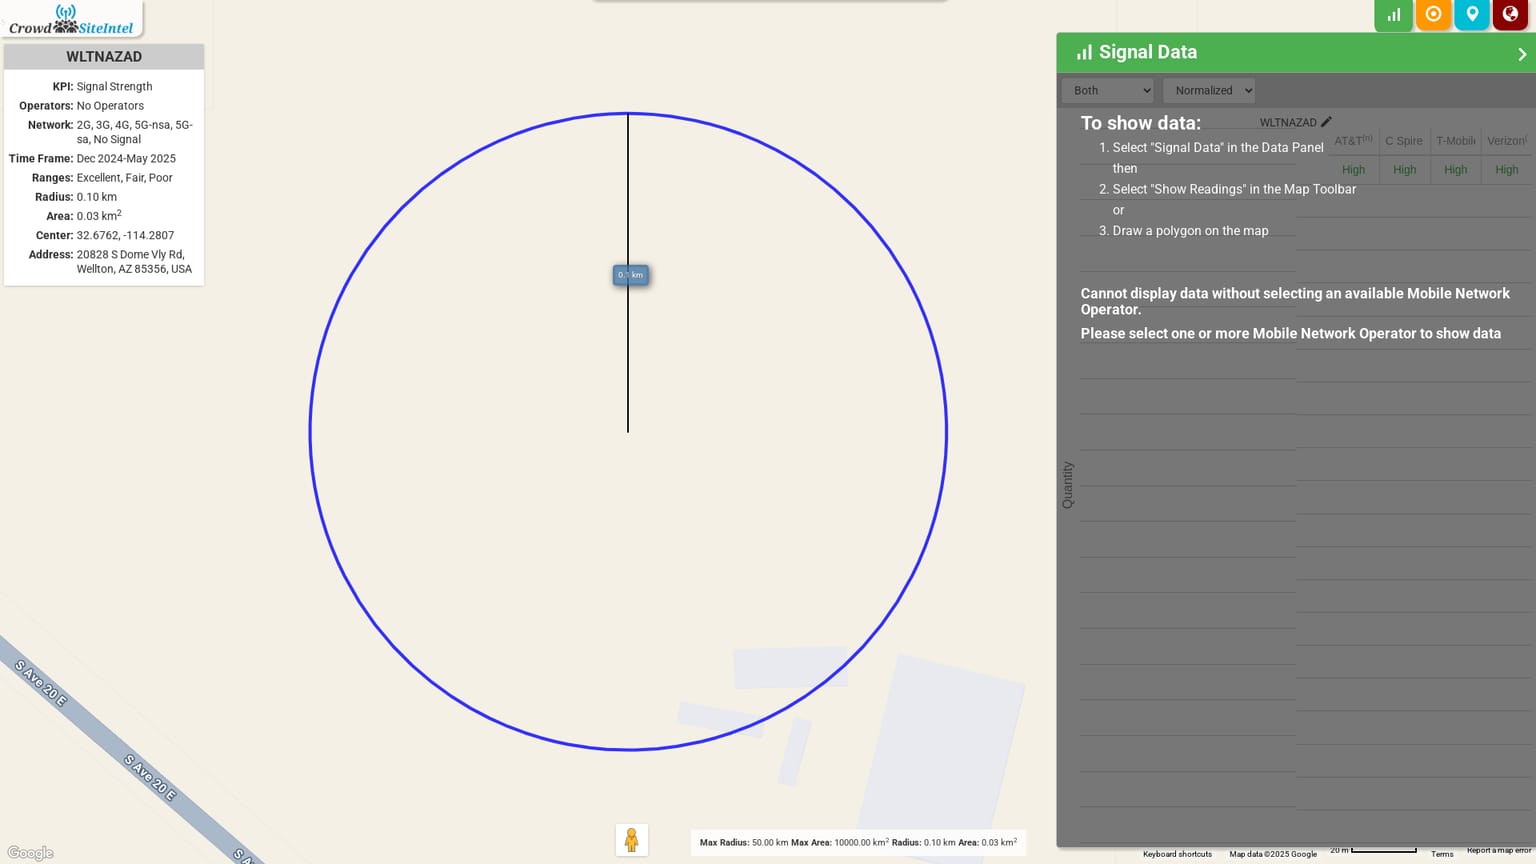 Crowd SiteIntel
WLTNAZAD
KPI: Signal Strength
Operators: No Operators
Network: 2G, 3G, 4G, 5G-nsa, 5G-
sa, No Signal
Time Frame: Dec 2024-May 2025
Ranges: Excellent, Fair, Poor
Radius: 0.10 km
Area: 0.03 km²
Center: 32.6762, -114.2807
Address: 20828 S Dome Vly Rd,
Wellton, AZ 85356, USA
0.1 km
S Ave 20 E
S Ave 20 E
Google
Max Radius: 50.00 km Max Area: 10000.00 km² Radius: 0.10 km Area: 0.03 km²
Signal Data
Both Normalized
To show data:
WLTNAZAD
1. Select "Signal Data" in the Data Panel
then
2. Select "Show Readings" in the Map Toolbar
or
3. Draw a polygon on the map
AT&T⁽ⁿ⁾ C Spire T-Mobile Verizon⁽
High High High High
Cannot display data without selecting an available Mobile Network
Operator.
Please select one or more Mobile Network Operator to show data
Quantity
Keyboard shortcuts Map data ©2025 Google 20 m Terms Report a map error